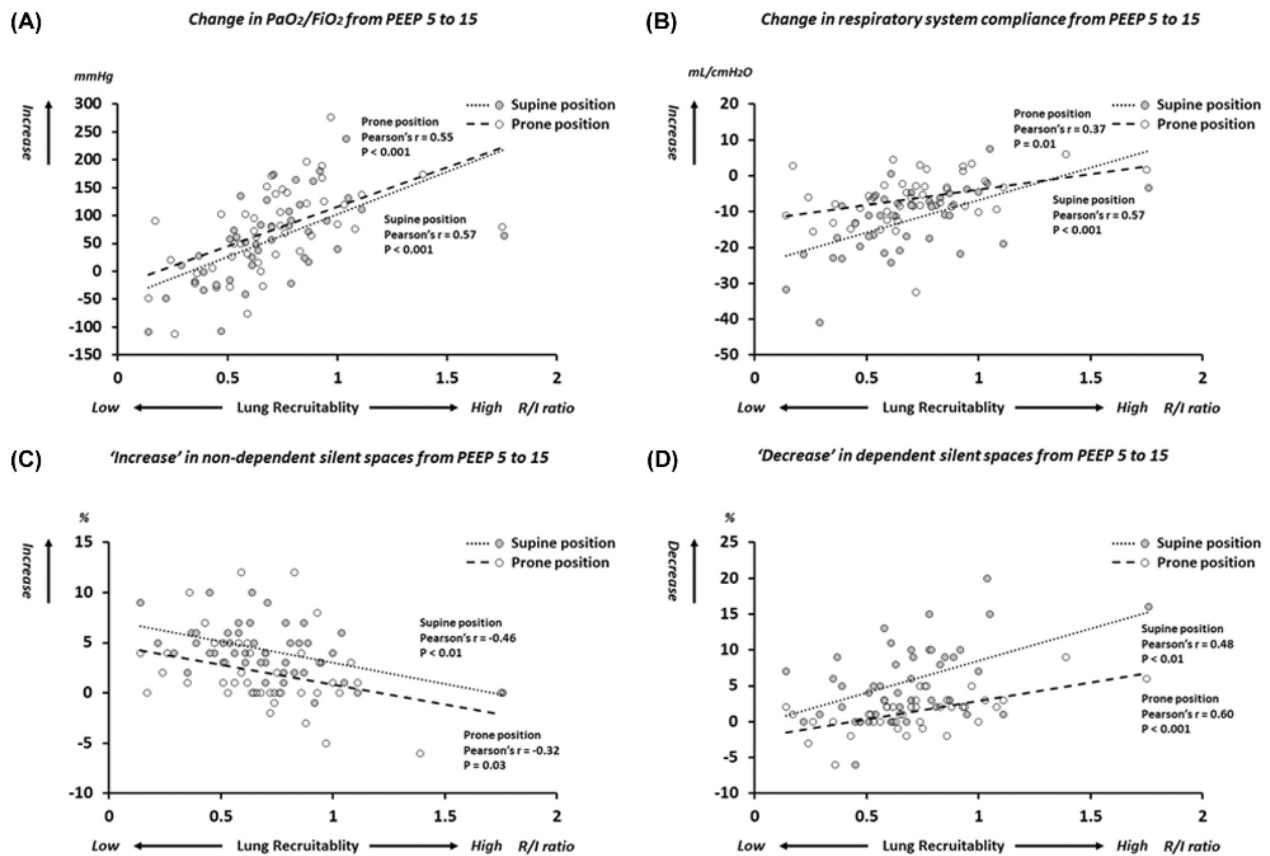 (A)
Change in PaO2/FiO2 from PEEP 5 to 15
mmHg
Increase
300
250
200
150
100
50
0
-50
-100
-150
Supine position
Prone position
Prone position
Pearson's r = 0.55
P < 0.001
Supine position
Pearson's r = 0.57
P < 0.001
0
0.5
1
1.5
2
Low
Lung Recruitablity
High
R/I ratio
(B)
Change in respiratory system compliance from PEEP 5 to 15
mL/cmH2O
Increase
20
10
0
-10
-20
-30
-40
-50
Supine position
Prone position
Prone position
Pearson's r = 0.37
P = 0.01
Supine position
Pearson's r = 0.57
P < 0.001
0
0.5
1
1.5
2
Low
Lung Recruitablity
High
R/I ratio
(C)
'Increase' in non-dependent silent spaces from PEEP 5 to 15
%
Increase
15
10
5
0
-5
-10
Supine position
Prone position
Supine position
Pearson's r = -0.46
P < 0.01
Prone position
Pearson's r = -0.32
P = 0.03
0
0.5
1
1.5
2
Low
Lung Recruitablity
High
R/I ratio
(D)
'Decrease' in dependent silent spaces from PEEP 5 to 15
%
Decrease
25
20
15
10
5
0
-5
-10
Supine position
Prone position
Supine position
Pearson's r = 0.48
P < 0.01
Prone position
Pearson's r = 0.60
P < 0.001
0
0.5
1
1.5
2
Low
Lung Recruitablity
High
R/I ratio